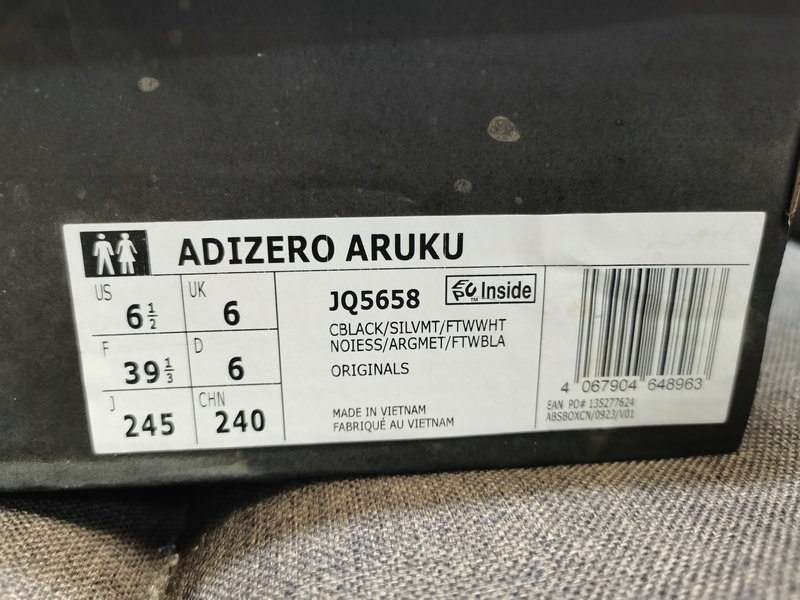 ADIZERO ARUKU
US 6 1/2 UK 6
F 39 1/3 D 6
J 245 CHN 240
JQ5658 EPC™ Inside
CBLACK/SILVMT/FTWWHT
NOIESS/ARGMET/FTWBLA
ORIGINALS
MADE IN VIETNAM
FABRIQUÉ AU VIETNAM
4 067904 648963
EAN PO# 135277624
ABSBOXCN/0923/V01